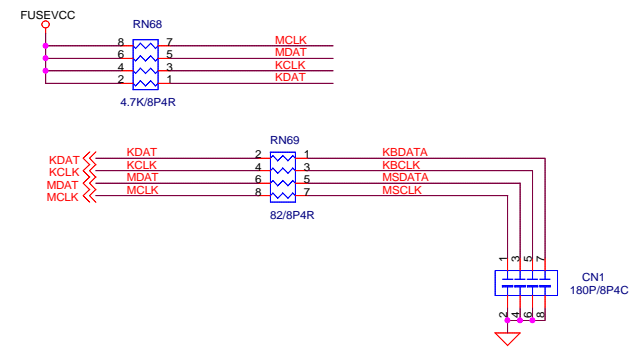 FUSEVCC
RN68
8 7 MCLK
6 5 MDAT
4 3 KCLK
2 1 KDAT
4.7K/8P4R
RN69
KDAT KDAT 2 1 KBDATA
KCLK KCLK 4 3 KBCLK
MDAT MDAT 6 5 MSDATA
MCLK MCLK 8 7 MSCLK
82/8P4R
1 3 5 7
CN1
180P/8P4C
2 4 6 8